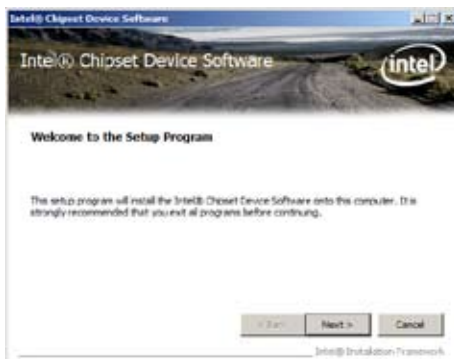 Intel® Chipset Device Software
Intel® Chipset Device Software
intel
Welcome to the Setup Program
This setup program will install the Intel® Chipset Device Software onto this computer. It is
strongly recommended that you exit all programs before continuing.
< Back
Next >
Cancel
Intel® Installation Framework